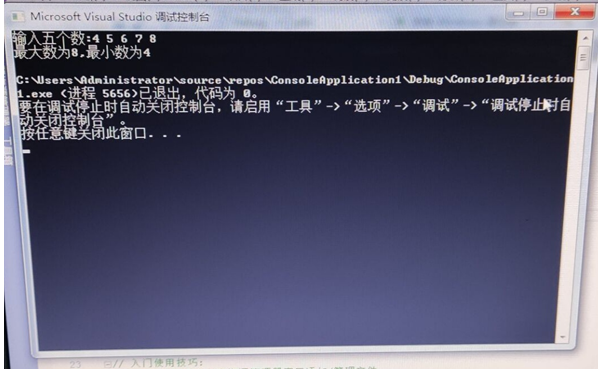 Microsoft Visual Studio 调试控制台
输入五个数:4 5 6 7 8
最大数为8,最小数为4
C:\Users\Administrator\source\repos\ConsoleApplication1\Debug\ConsoleApplication
1.exe (进程 5656)已退出，代码为 0。
要在调试停止时自动关闭控制台，请启用“工具”->“选项”->“调试”->“调试停止时自
动关闭控制台”。
按任意键关闭此窗口. . .
23
// 入门使用技巧: